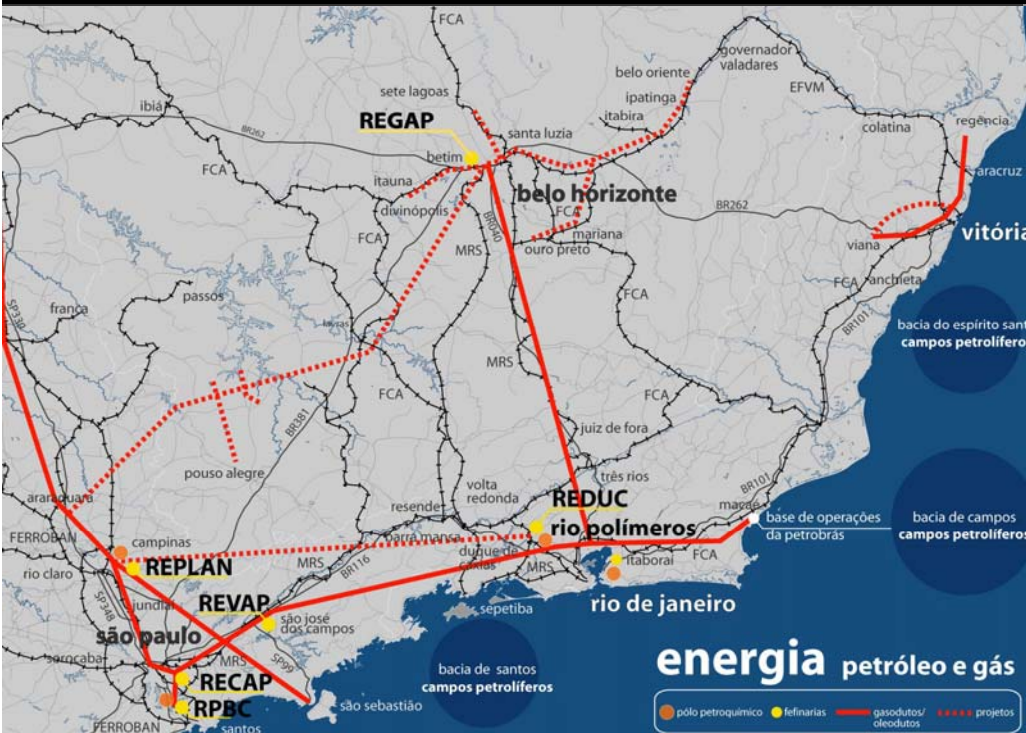 FCA
governador
valadares
belo oriente
EFVM
sete lagoas
ipatinga
ibiá
REGAP
itabira
BR262
santa luzia
colatina
regência
betim
FCA
itauna
aracruz
belo horizonte
divinópolis
FCA
BR262
BR040
FCA
MRS
mariana
viana
vitória
ouro preto
FCA
anchieta
passos
FCA
SP330
franca
bacia do espírito sant
campos petrolíferos
lavras
BR101
MRS
FCA
FCA
BR381
juiz de fora
pouso alegre
três rios
araraquara
volta
redonda
resende
REDUC
BR101
macaé
base de operações
da petrobrás
bacia de campos
campos petrolíferos
rio polímeros
FERROBAN
campinas
barra mansa
duque de
caxias
FCA
rio claro
REPLAN
MRS
BR116
MRS
itaboraí
SP348
jundiaí
REVAP
sepetiba
rio de janeiro
são josé
dos campos
são paulo
sorocaba
MRS
SP99
bacia de santos
campos petrolíferos
energia petróleo e gás
RECAP
RPBC
são sebastião
FERROBAN
santos
pólo petroquímico
fefinarias
gasodutos/
oleodutos
projetos